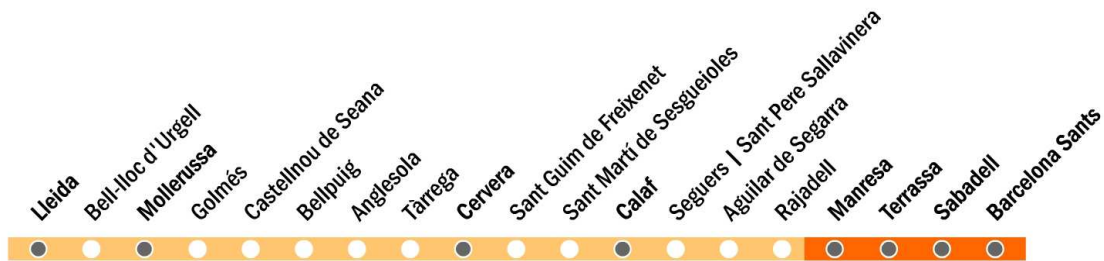 Lleida
Bell-lloc d'Urgell
Mollerussa
Golmés
Castellnou de Seana
Bellpuig
Anglesola
Tàrrega
Cervera
Sant Guim de Freixenet
Sant Martí de Sesgueioles
Calaf
Seguers | Sant Pere Sallavinera
Aguilar de Segarra
Rajadell
Manresa
Terrassa
Sabadell
Barcelona Sants